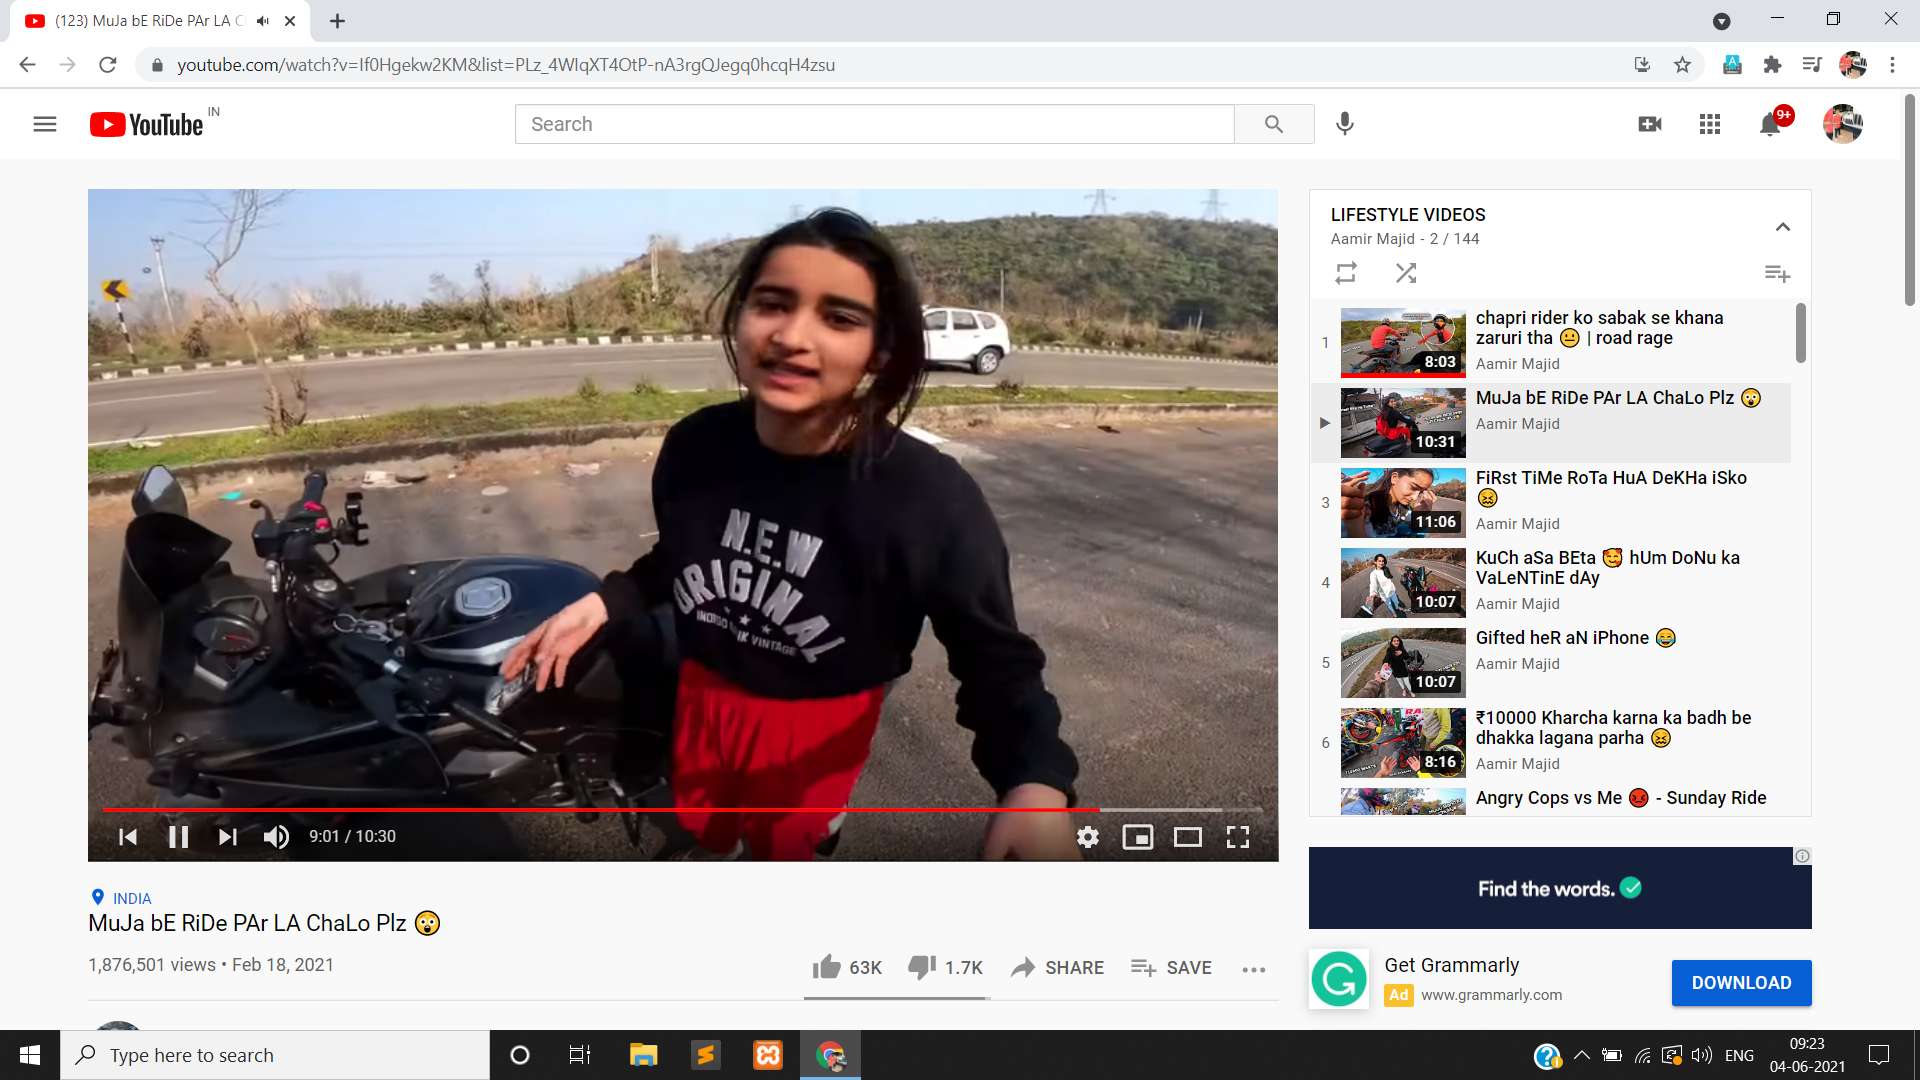 (123) MuJa bE RiDe PAr LA C
youtube.com/watch?v=If0Hgekw2KM&list=PLz_4WIqXT4OtP-nA3rgQJegq0hcqH4zsu
YouTube IN
Search
9+
N.E.W
ORIGINAL
VINTAGE
9:01 / 10:30
INDIA
MuJa bE RiDe PAr LA ChaLo Plz 😲
1,876,501 views • Feb 18, 2021
63K
1.7K
SHARE
SAVE
LIFESTYLE VIDEOS
Aamir Majid - 2 / 144
1
8:03
chapri rider ko sabak se khana
zaruri tha 😐 | road rage
Aamir Majid
10:31
MuJa bE RiDe PAr LA ChaLo Plz 😲
Aamir Majid
3
11:06
FiRst TiMe RoTa HuA DeKHa iSko
😖
Aamir Majid
4
10:07
KuCh aSa BEta 🥰 hUm DoNu ka
VaLeNTinE dAy
Aamir Majid
5
10:07
Gifted heR aN iPhone 😂
Aamir Majid
6
8:16
₹10000 Kharcha karna ka badh be
dhakka lagana parha 😖
Aamir Majid
Angry Cops vs Me 😡 - Sunday Ride
Find the words.
Get Grammarly
Ad www.grammarly.com
DOWNLOAD
Type here to search
ENG
09:23
04-06-2021